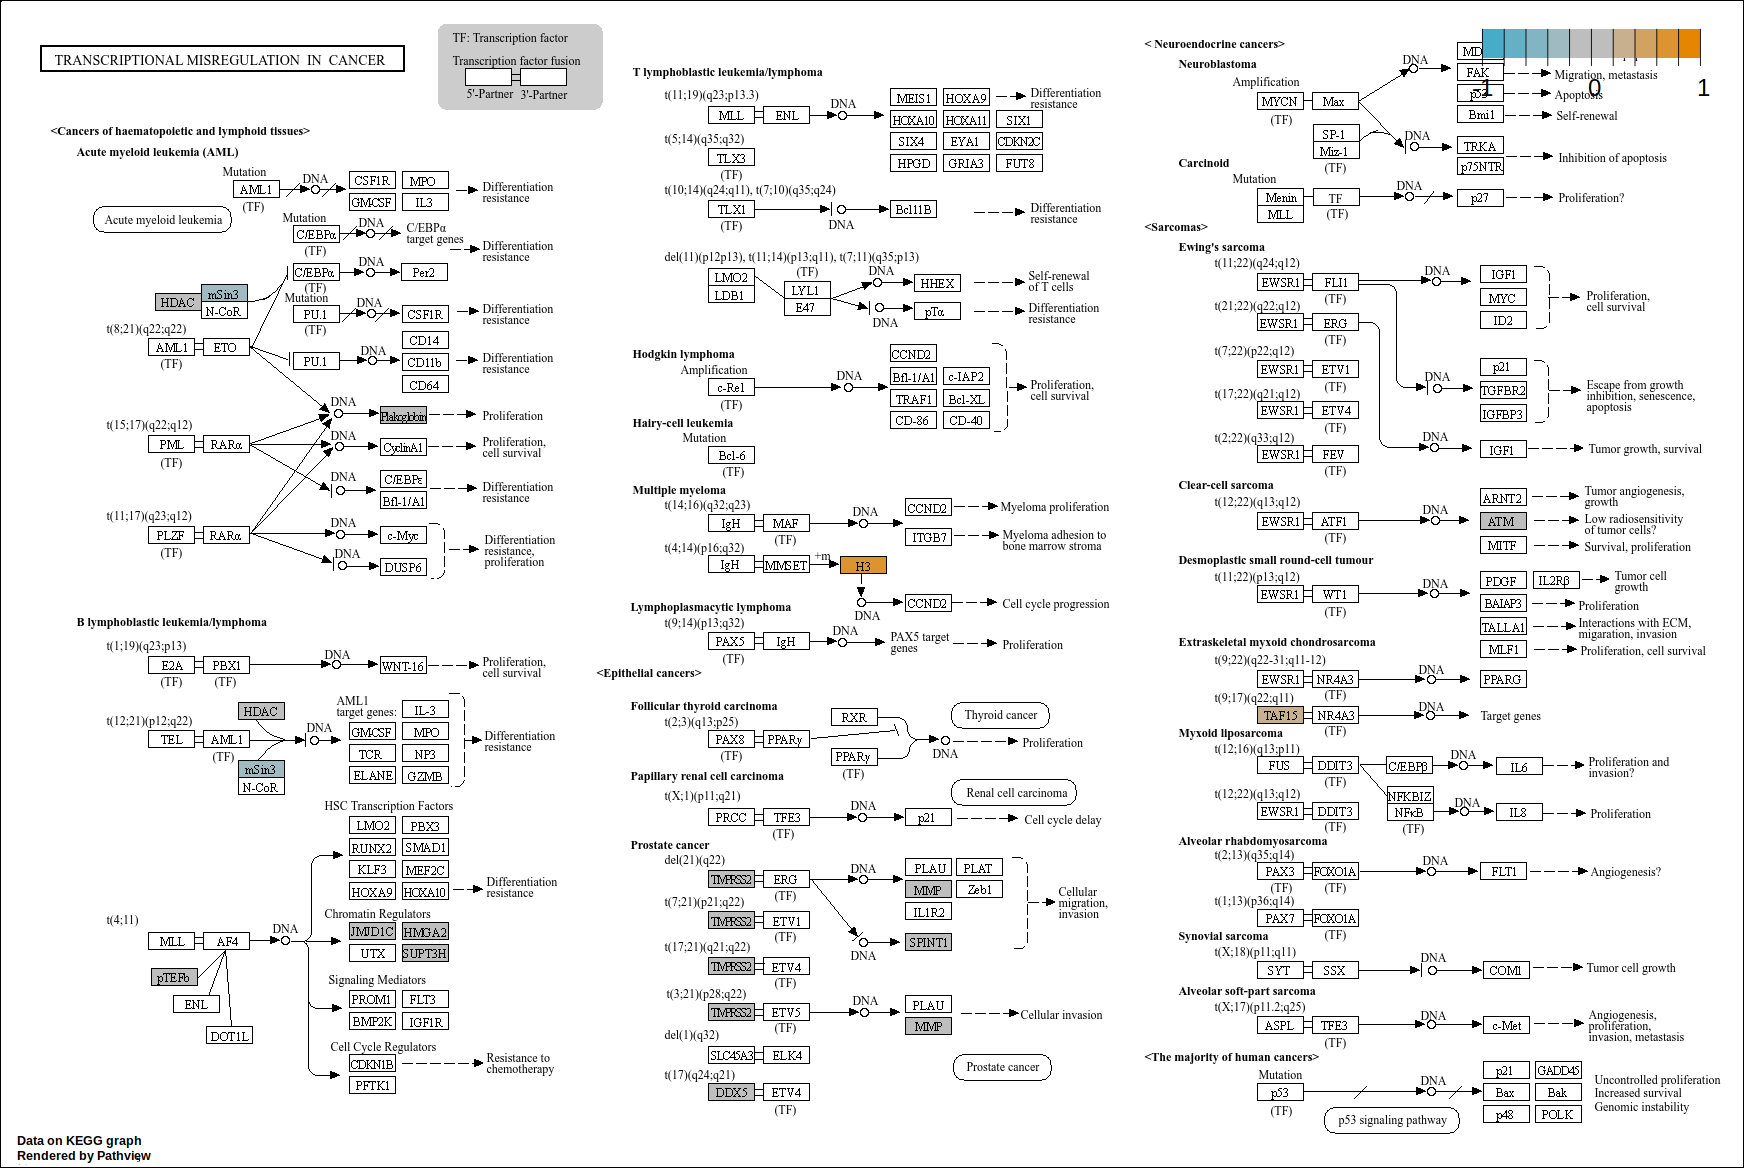 TRANSCRIPTIONAL MISREGULATION IN CANCER
TF: Transcription factor
Transcription factor fusion
5'-Partner 3'-Partner
<Cancers of haematopoietic and lymphoid tissues>
Acute myeloid leukemia (AML)
Mutation
AML1
(TF)
DNA
CSF1R MPO
GMCSF IL3
Differentiation
resistance
Acute myeloid leukemia
Mutation
C/EBPα
(TF)
DNA
C/EBPα
target genes
Differentiation
resistance
HDAC
mSin3
N-CoR
C/EBPα
(TF)
DNA
Per2
Mutation
PU.1
(TF)
DNA
CSF1R
Differentiation
resistance
t(8;21)(q22;q22)
AML1 ETO
(TF)
PU.1
DNA
CD14
CD11b
CD64
Differentiation
resistance
DNA
Plakoglobin
Proliferation
t(15;17)(q22;q12)
PML RARα
(TF)
DNA
CyclinA1
Proliferation,
cell survival
DNA
C/EBPε
Bfl-1/A1
Differentiation
resistance
t(11;17)(q23;q12)
PLZF RARα
(TF)
DNA
c-Myc
DNA
DUSP6
Differentiation
resistance,
proliferation
B lymphoblastic leukemia/lymphoma
t(1;19)(q23;p13)
E2A PBX1
(TF) (TF)
DNA
WNT-16
Proliferation,
cell survival
t(12;21)(p12;q22)
TEL AML1
(TF)
HDAC
mSin3
N-CoR
DNA
AML1
target genes:
IL-3
GMCSF MPO
TCR NP3
ELANE GZMB
Differentiation
resistance
HSC Transcription Factors
LMO2 PBX3
RUNX2 SMAD1
KLF3 MEF2C
HOXA9 HOXA10
Differentiation
resistance
t(4;11)
MLL AF4
DNA
pTEFb
ENL
DOT1L
Chromatin Regulators
JMJD1C HMGA2
UTX SUPT3H
Signaling Mediators
PROM1 FLT3
BMP2K IGF1R
Cell Cycle Regulators
CDKN1B
PFTK1
Resistance to
chemotherapy
Data on KEGG graph
Rendered by Pathview
T lymphoblastic leukemia/lymphoma
t(11;19)(q23;p13.3)
MLL ENL
DNA
MEIS1 HOXA9
HOXA10 HOXA11 SIX1
SIX4 EYA1 CDKN2C
HPGD GRIA3 FUT8
Differentiation
resistance
t(5;14)(q35;q32)
TLX3
(TF)
t(10;14)(q24;q11), t(7;10)(q35;q24)
TLX1
(TF)
DNA
Bcl11B
Differentiation
resistance
del(11)(p12p13), t(11;14)(p13;q11), t(7;11)(q35;p13)
LMO2
LDB1
(TF)
LYL1
E47
DNA
HHEX
Self-renewal
of T cells
DNA
pTα
Differentiation
resistance
Hodgkin lymphoma
Amplification
c-Rel
(TF)
DNA
CCND2
Bfl-1/A1 c-IAP2
TRAF1 Bcl-XL
CD-86 CD-40
Proliferation,
cell survival
Hairy-cell leukemia
Mutation
Bcl-6
(TF)
Multiple myeloma
t(14;16)(q32;q23)
IgH MAF
(TF)
DNA
CCND2
Myeloma proliferation
ITGB7
Myeloma adhesion to
bone marrow stroma
t(4;14)(p16;q32)
IgH MMSET
+m
H3
DNA
CCND2
Cell cycle progression
Lymphoplasmacytic lymphoma
t(9;14)(p13;q32)
PAX5 IgH
(TF)
DNA
PAX5 target
genes
Proliferation
<Epithelial cancers>
Follicular thyroid carcinoma
t(2;3)(q13;p25)
PAX8 PPARγ
(TF)
RXR
PPARγ
(TF)
DNA
Thyroid cancer
Proliferation
Papillary renal cell carcinoma
t(X;1)(p11;q21)
PRCC TFE3
(TF)
DNA
p21
Renal cell carcinoma
Cell cycle delay
Prostate cancer
del(21)(q22)
TMPRSS2 ERG
(TF)
DNA
PLAU PLAT
MMP Zeb1
IL1R2
DNA
SPINT1
Cellular
migration,
invasion
t(7;21)(p21;q22)
TMPRSS2 ETV1
(TF)
t(17;21)(q21;q22)
TMPRSS2 ETV4
(TF)
t(3;21)(p28;q22)
TMPRSS2 ETV5
(TF)
DNA
PLAU
MMP
Cellular invasion
del(1)(q32)
SLC45A3 ELK4
t(17)(q24;q21)
DDX5 ETV4
(TF)
Prostate cancer
< Neuroendocrine cancers>
Neuroblastoma
Amplification
MYCN Max
(TF)
SP-1
Miz-1
(TF)
DNA
FAK
p53
Bmi1
Migration, metastasis
Apoptosis
Self-renewal
DNA
TRKA
p75NTR
Inhibition of apoptosis
-1 0 1
Carcinoid
Mutation
Menin
MLL
TF
(TF)
DNA
p27
Proliferation?
<Sarcomas>
Ewing's sarcoma
t(11;22)(q24;q12)
EWSR1 FLI1
(TF)
DNA
IGF1
MYC
ID2
Proliferation,
cell survival
t(21;22)(q22;q12)
EWSR1 ERG
(TF)
t(7;22)(p22;q12)
EWSR1 ETV1
(TF)
DNA
p21
TGFBR2
IGFBP3
Escape from growth
inhibition, senescence,
apoptosis
t(17;22)(q21;q12)
EWSR1 ETV4
(TF)
t(2;22)(q33;q12)
EWSR1 FEV
(TF)
DNA
IGF1
Tumor growth, survival
Clear-cell sarcoma
t(12;22)(q13;q12)
EWSR1 ATF1
(TF)
DNA
ARNT2
ATM
MITF
Tumor angiogenesis,
growth
Low radiosensitivity
of tumor cells?
Survival, proliferation
Desmoplastic small round-cell tumour
t(11;22)(p13;q12)
EWSR1 WT1
(TF)
DNA
PDGF IL2Rβ
BAIAP3
TALLA1
MLF1
Tumor cell
growth
Proliferation
Interactions with ECM,
migaration, invasion
Proliferation, cell survival
Extraskeletal myxoid chondrosarcoma
t(9;22)(q22-31;q11-12)
EWSR1 NR4A3
(TF)
DNA
PPARG
t(9;17)(q22;q11)
TAF15 NR4A3
(TF)
DNA
Target genes
Myxoid liposarcoma
t(12;16)(q13;p11)
FUS DDIT3
(TF)
C/EBPβ
DNA
IL6
Proliferation and
invasion?
t(12;22)(q13;q12)
EWSR1 DDIT3
(TF)
NFKBIZ
NFκB
(TF)
DNA
IL8
Proliferation
Alveolar rhabdomyosarcoma
t(2;13)(q35;q14)
PAX3 FOXO1A
(TF) (TF)
DNA
FLT1
Angiogenesis?
t(1;13)(p36;q14)
PAX7 FOXO1A
(TF)
Synovial sarcoma
t(X;18)(p11;q11)
SYT SSX
DNA
COM1
Tumor cell growth
Alveolar soft-part sarcoma
t(X;17)(p11.2;q25)
ASPL TFE3
(TF)
DNA
c-Met
Angiogenesis,
proliferation,
invasion, metastasis
<The majority of human cancers>
Mutation
p53
(TF)
DNA
p21 GADD45
Bax Bak
p48 POLK
Uncontrolled proliferation
Increased survival
Genomic instability
p53 signaling pathway